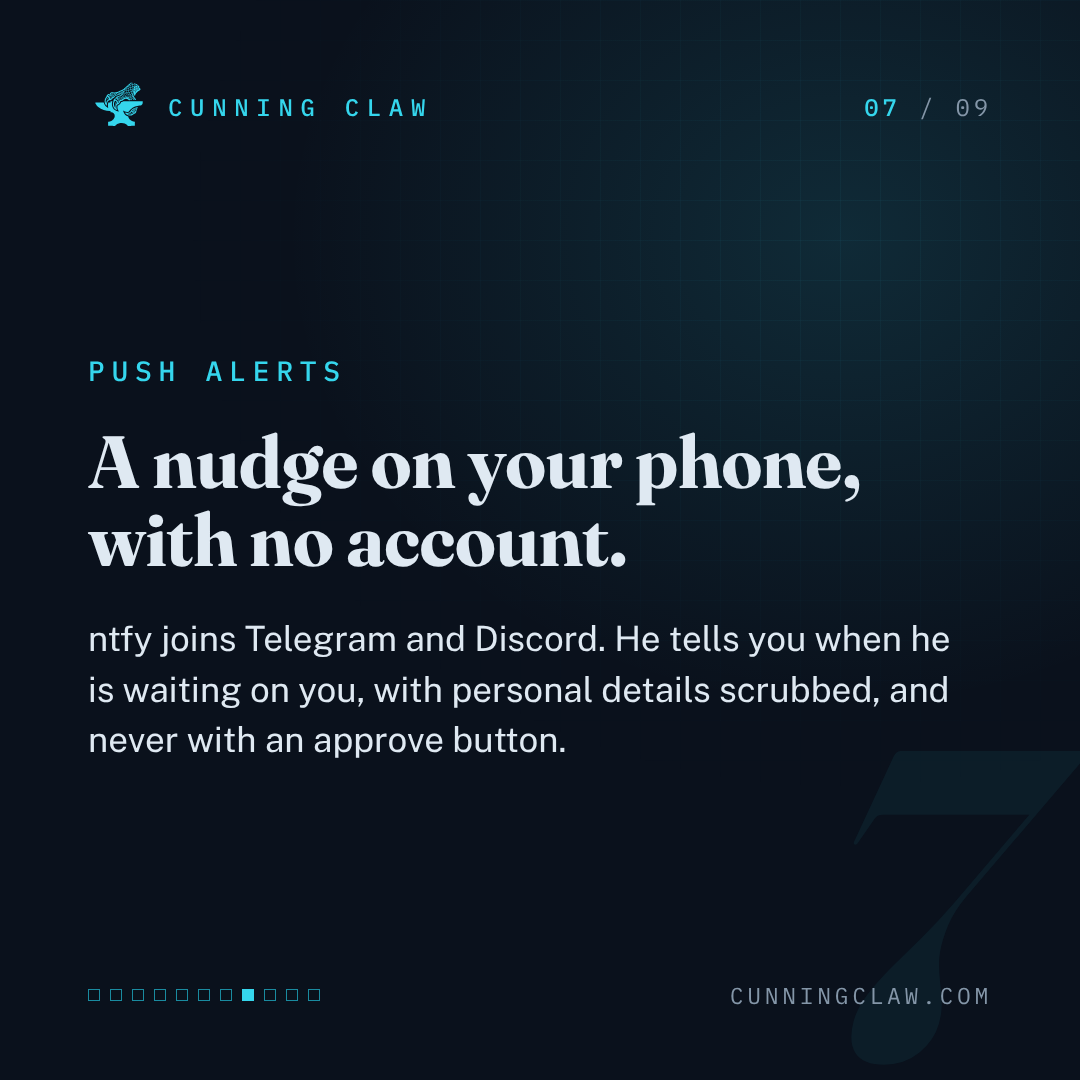 CUNNING CLAW
07 / 09
PUSH ALERTS
A nudge on your phone,
with no account.
ntfy joins Telegram and Discord. He tells you when he
is waiting on you, with personal details scrubbed, and
never with an approve button.
7
CUNNINGCLAW.COM